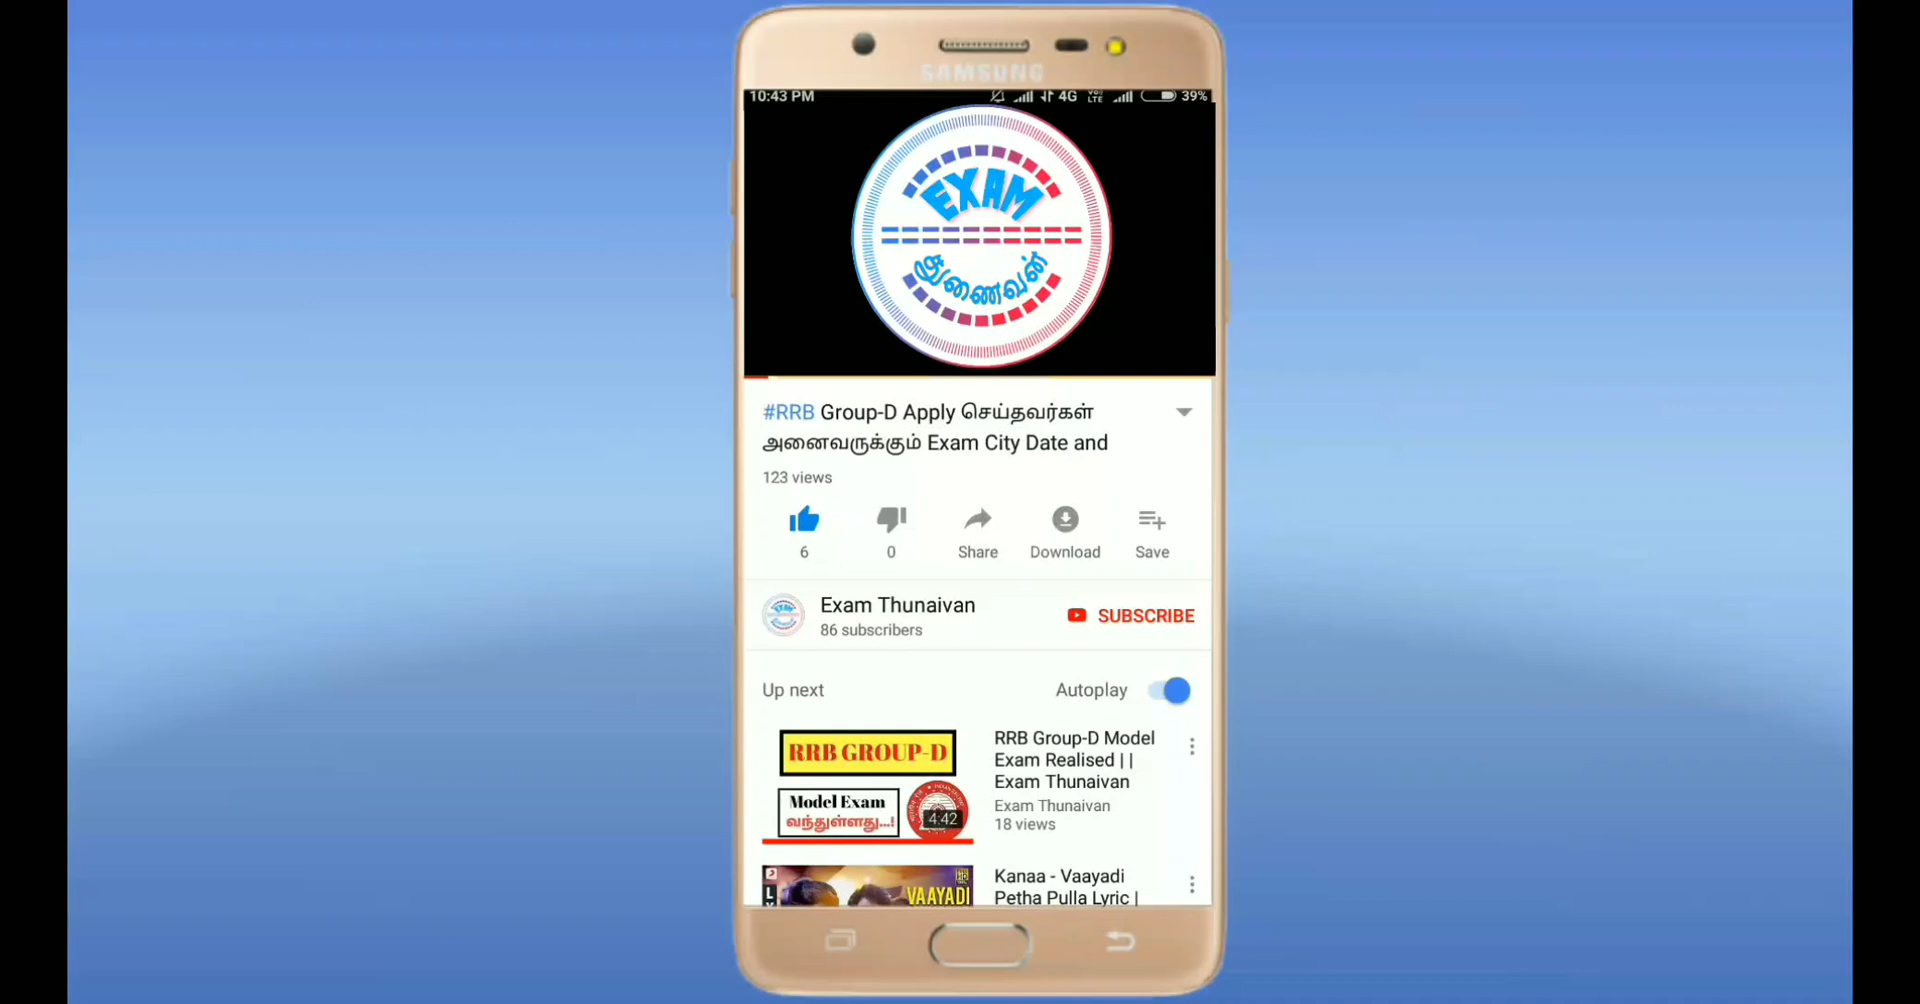 SAMSUNG
10:43 PM
4G
VoLTE
39%
EXAM
துணைவன்
#RRB Group-D Apply செய்தவர்கள்
அனைவருக்கும் Exam City Date and
123 views
6
0
Share
Download
Save
Exam Thunaivan
86 subscribers
SUBSCRIBE
Up next
Autoplay
RRB GROUP-D
Model Exam
வந்துள்ளது...!
4:42
RRB Group-D Model
Exam Realised ||
Exam Thunaivan
Exam Thunaivan
18 views
VAAYADI
Kanaa - Vaayadi
Petha Pulla Lyric |